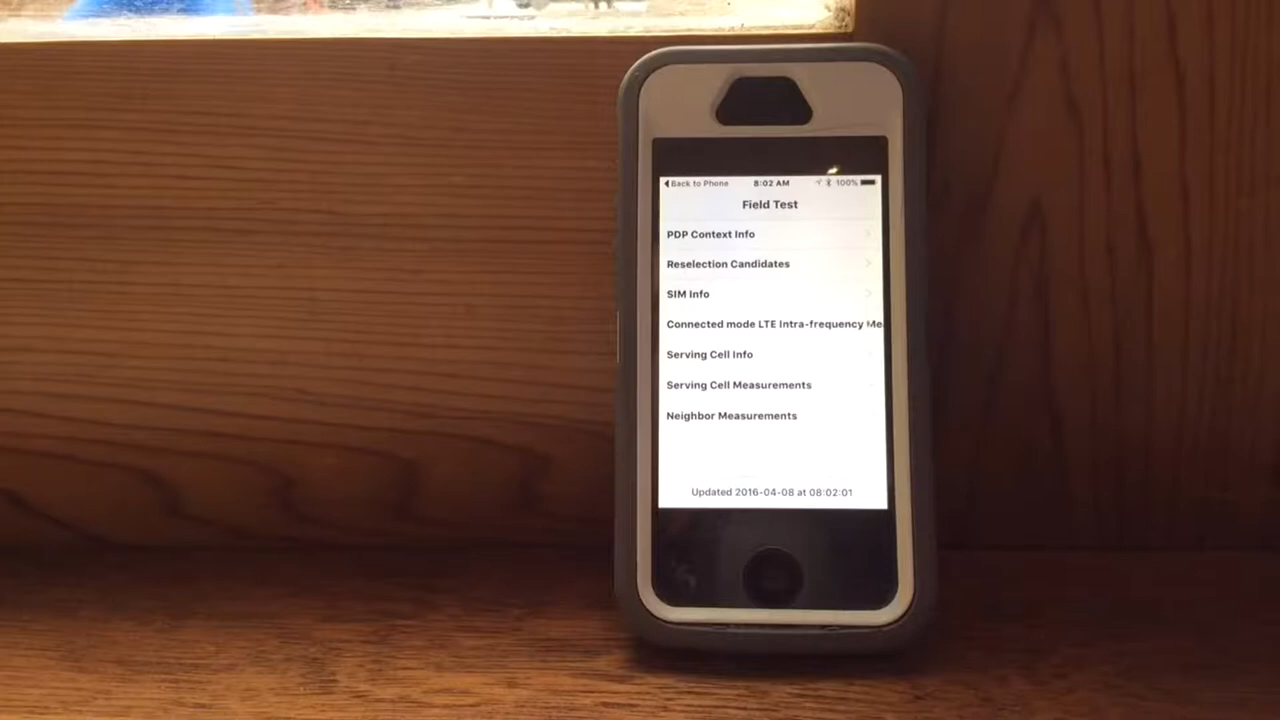 Back to Phone 8:02 AM 100%
Field Test
PDP Context Info
Reselection Candidates
SIM Info
Connected mode LTE Intra-frequency Me
Serving Cell Info
Serving Cell Measurements
Neighbor Measurements
Updated 2016-04-08 at 08:02:01